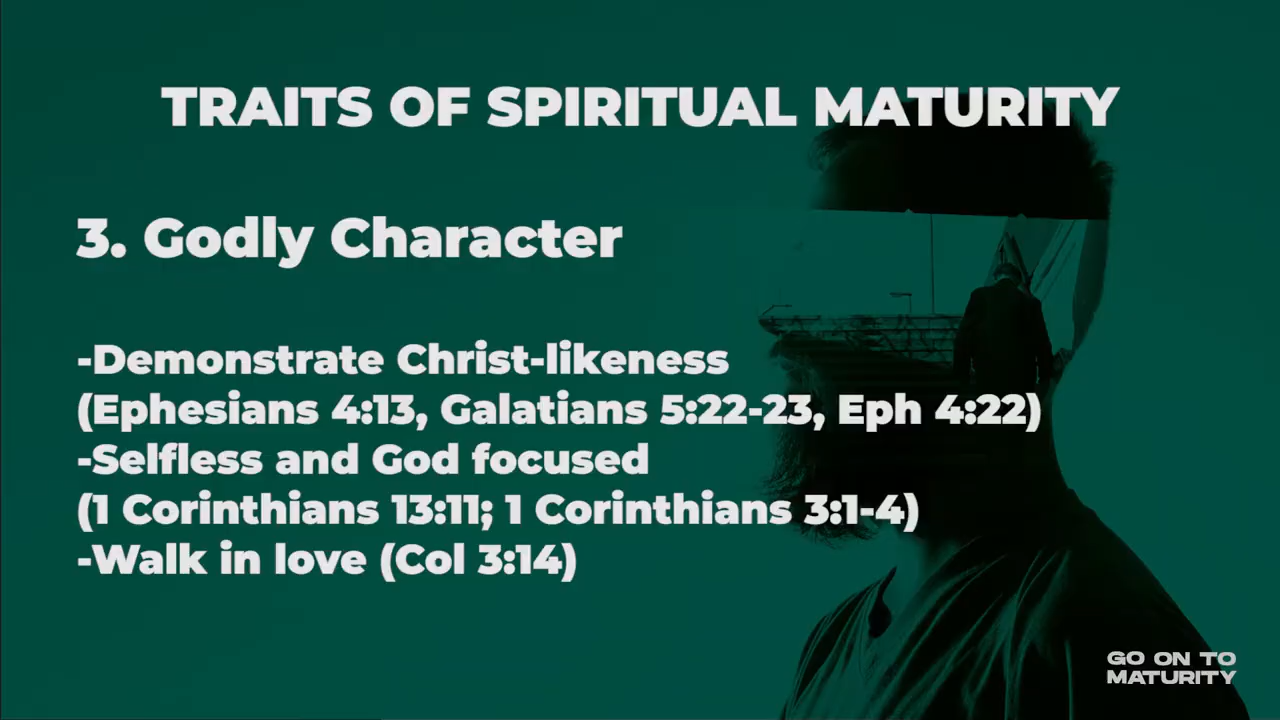 TRAITS OF SPIRITUAL MATURITY
3. Godly Character
-Demonstrate Christ-likeness
(Ephesians 4:13, Galatians 5:22-23, Eph 4:22)
-Selfless and God focused
(1 Corinthians 13:11; 1 Corinthians 3:1-4)
-Walk in love (Col 3:14)
GO ON TO
MATURITY